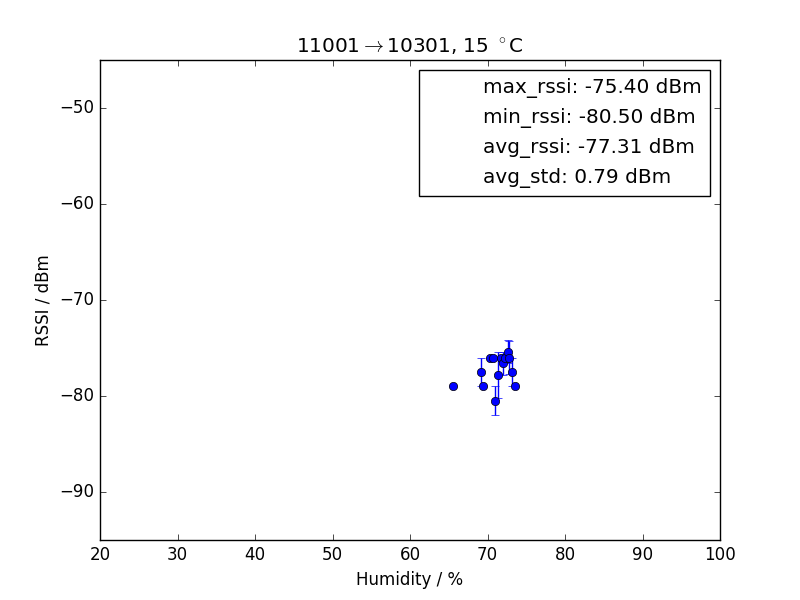 11001→10301, 15 °C
max_rssi: -75.40 dBm
min_rssi: -80.50 dBm
avg_rssi: -77.31 dBm
avg_std: 0.79 dBm
RSSI / dBm
−50
−60
−70
−80
−90
20 30 40 50 60 70 80 90 100
Humidity / %